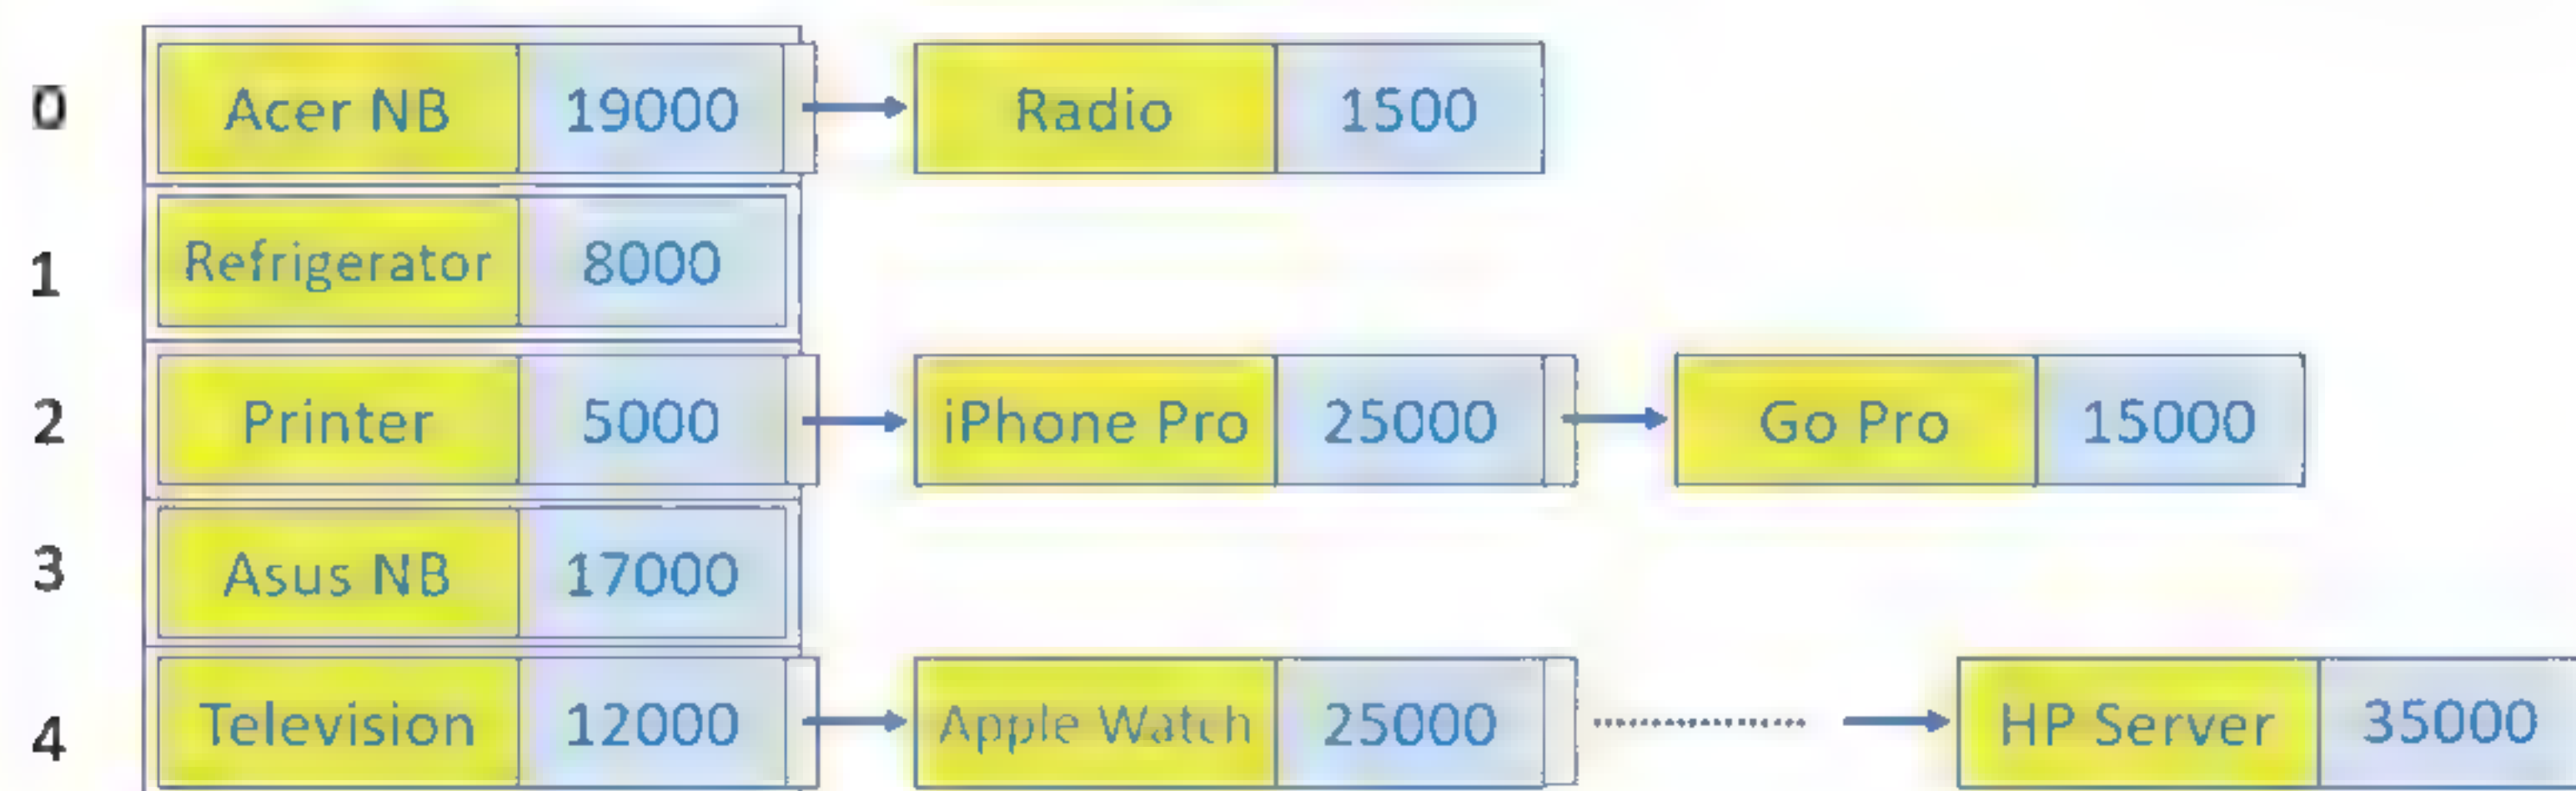 0 Acer NB 19000 Radio 1500
1 Refrigerator 8000
2 Printer 5000 iPhone Pro 25000 Go Pro 15000
3 Asus NB 17000
4 Television 12000 Apple Watch 25000 HP Server 35000